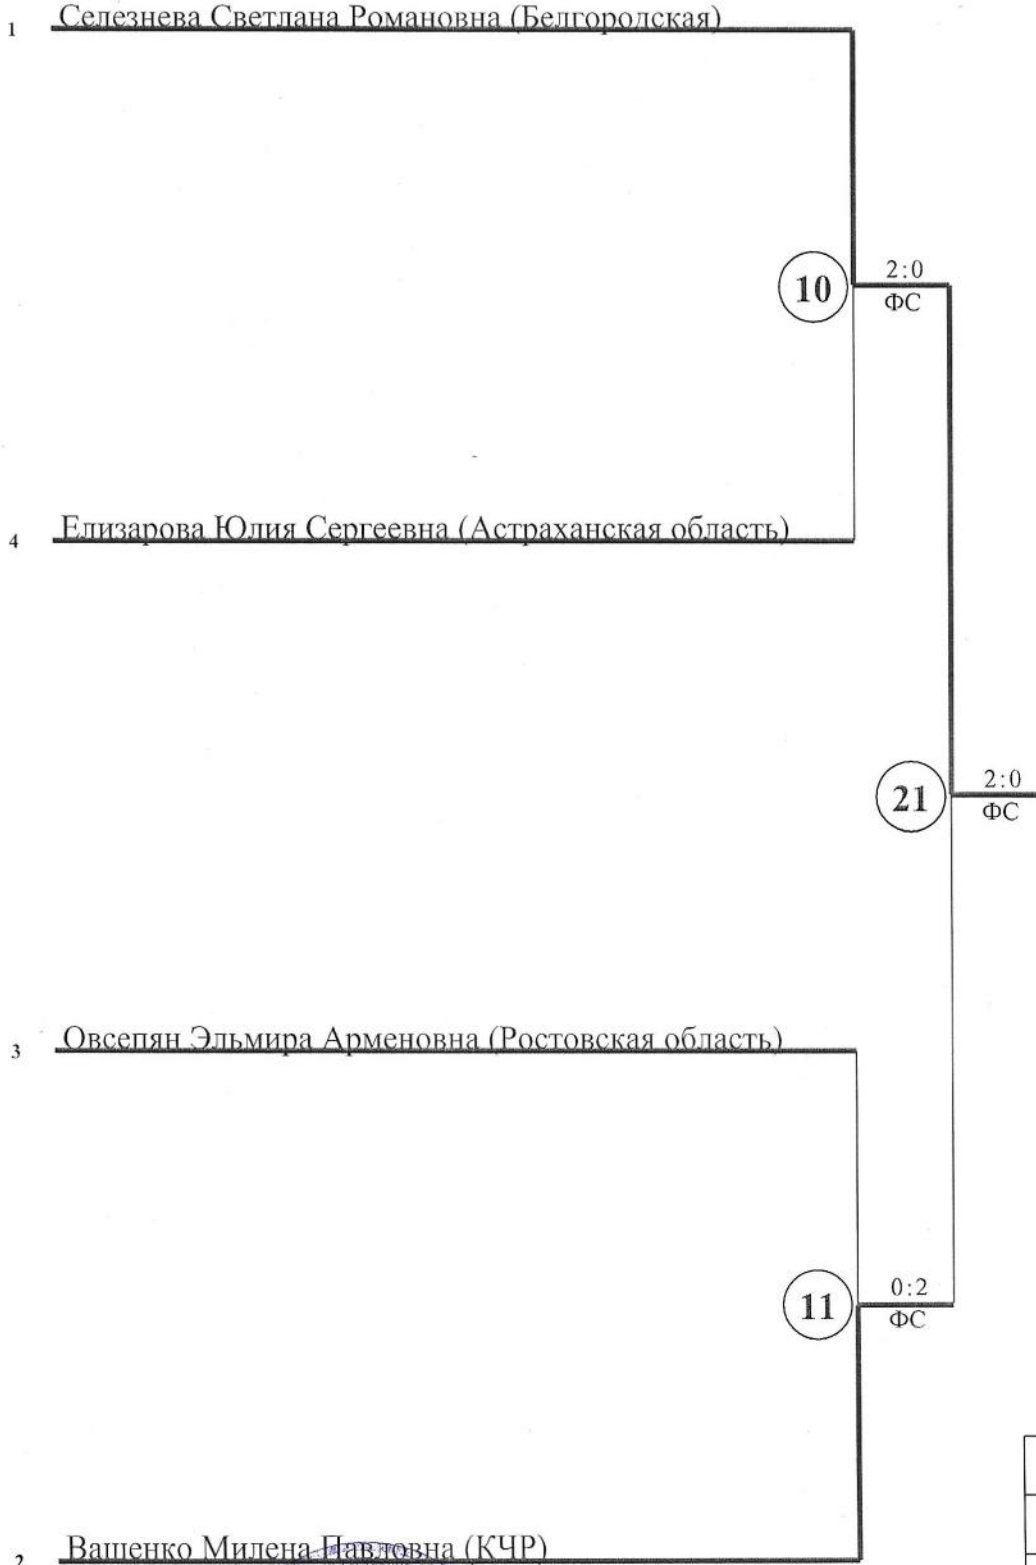 1 Селезнева Светлана Романовна (Белгородская)
10 2:0
ФС
4 Елизарова Юлия Сергеевна (Астраханская область)
21 2:0
ФС
3 Овсепян Эльмира Арменовна (Ростовская область)
11 0:2
ФС
2 Ващенко Милена Павловна (КЧР)